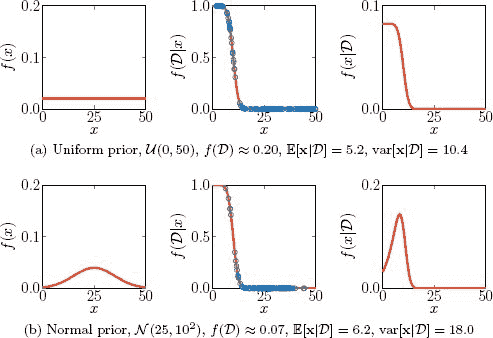 0.2 1.0 0.1
f(x) 0.1 f(𝒟|x) 0.5 f(x|𝒟)
0.0 0.0 0.0
0 25 50 0 25 50 0 25 50
x x x
(a) Uniform prior, 𝒰(0, 50), f(𝒟) ≈ 0.20, 𝔼[x|𝒟] = 5.2, var[x|𝒟] = 10.4
0.2 1.0 0.2
f(x) 0.1 f(𝒟|x) 0.5 f(x|𝒟) 0.1
0.0 0.0 0.0
0 25 50 0 25 50 0 25 50
x x x
(b) Normal prior, 𝒩(25, 10²), f(𝒟) ≈ 0.07, 𝔼[x|𝒟] = 6.2, var[x|𝒟] = 18.0